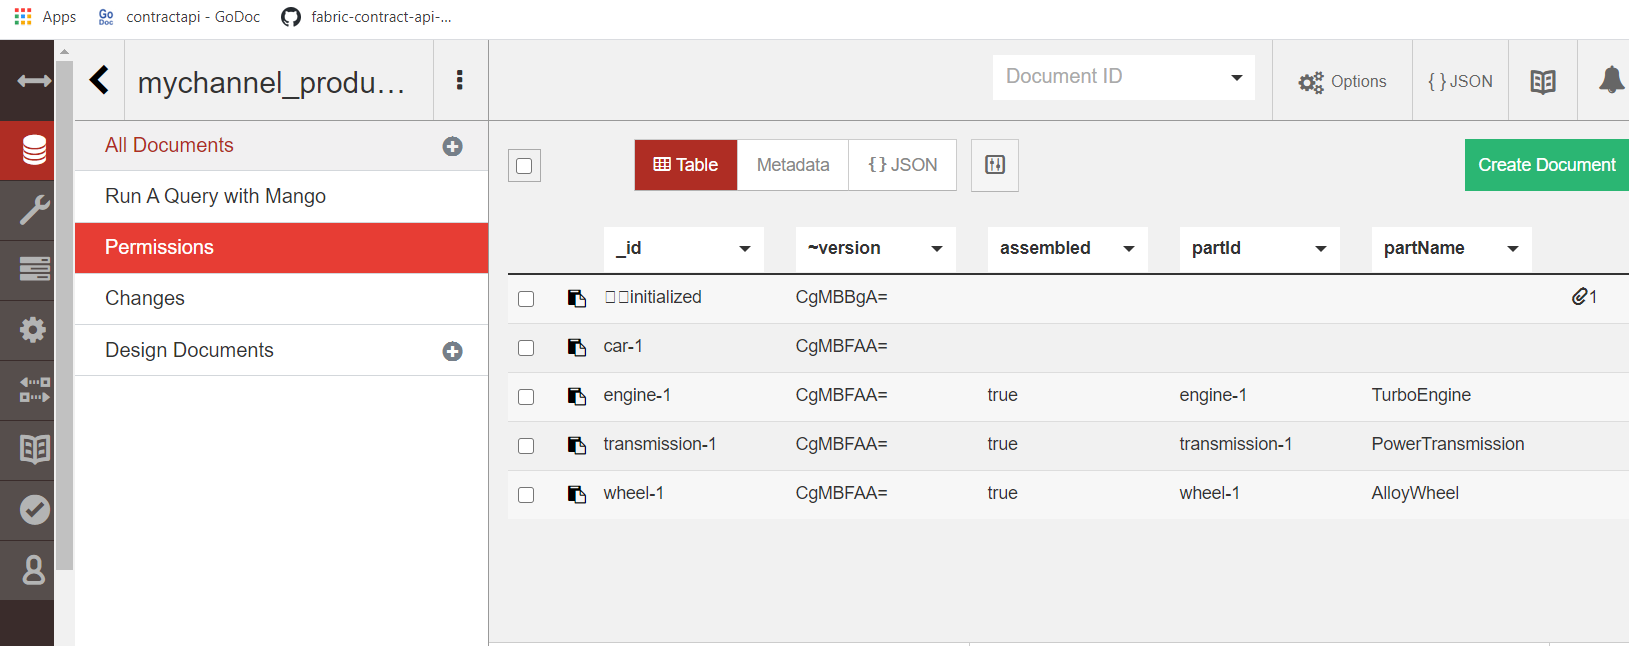 Apps Go Doc contractapi - GoDoc fabric-contract-api-...
mychannel_produ...
Document ID
Options
{ } JSON
All Documents
Run A Query with Mango
Permissions
Changes
Design Documents
Table Metadata { } JSON
Create Document
_id ~version assembled partId partName
□□initialized CgMBBgA= 1
car-1 CgMBFAA=
engine-1 CgMBFAA= true engine-1 TurboEngine
transmission-1 CgMBFAA= true transmission-1 PowerTransmission
wheel-1 CgMBFAA= true wheel-1 AlloyWheel